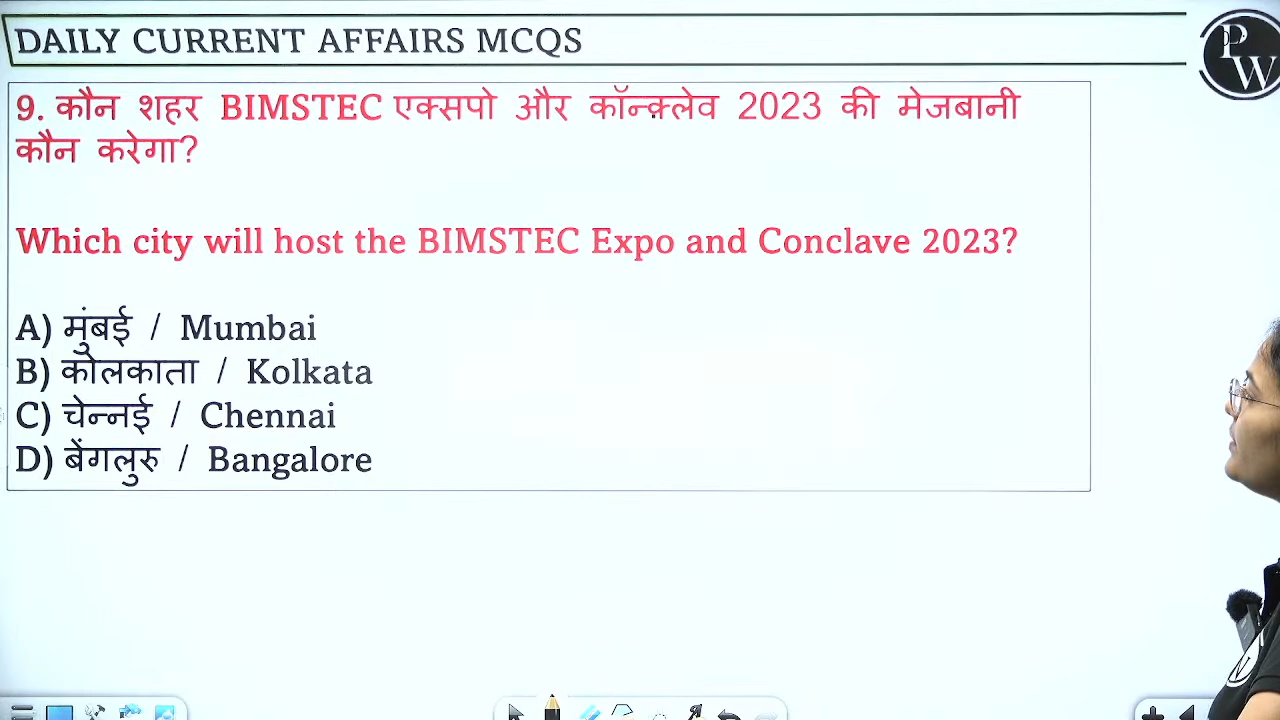 DAILY CURRENT AFFAIRS MCQS
PW
9. कौन शहर BIMSTEC एक्सपो और कॉन्क्लेव 2023 की मेजबानी
कौन करेगा?
Which city will host the BIMSTEC Expo and Conclave 2023?
A) मुंबई / Mumbai
B) कोलकाता / Kolkata
C) चेन्नई / Chennai
D) बेंगलुरु / Bangalore